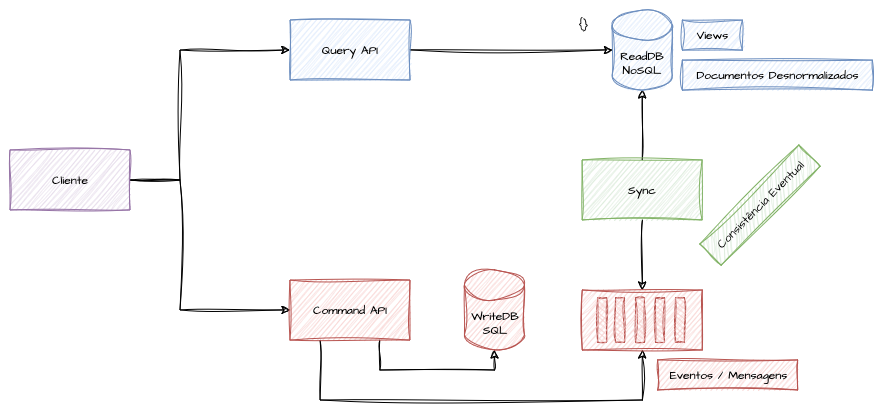 {}
Query API
ReadDB
NoSQL
Views
Documentos Desnormalizados
Cliente
Sync
Consistência Eventual
Command API
WriteDB
SQL
Eventos / Mensagens